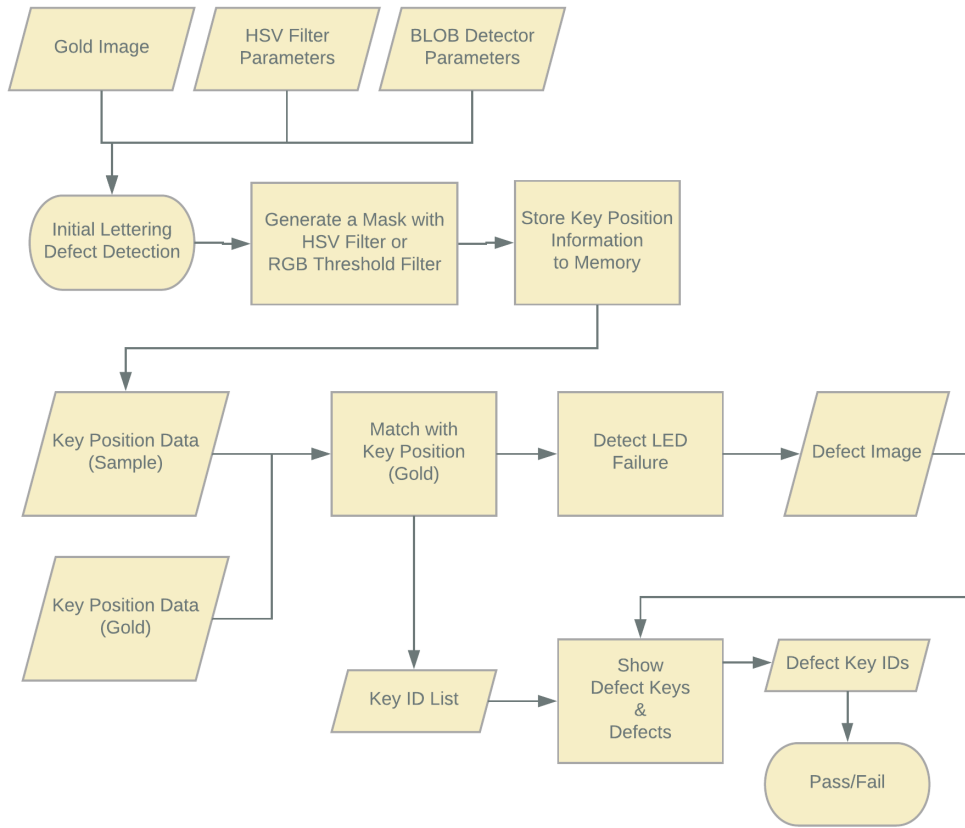 Gold Image
HSV Filter
Parameters
BLOB Detector
Parameters
Initial Lettering
Defect Detection
Generate a Mask with
HSV Filter or
RGB Threshold Filter
Store Key Position
Information
to Memory
Key Position Data
(Sample)
Match with
Key Position
(Gold)
Detect LED
Failure
Defect Image
Key Position Data
(Gold)
Key ID List
Show
Defect Keys
&
Defects
Defect Key IDs
Pass/Fail